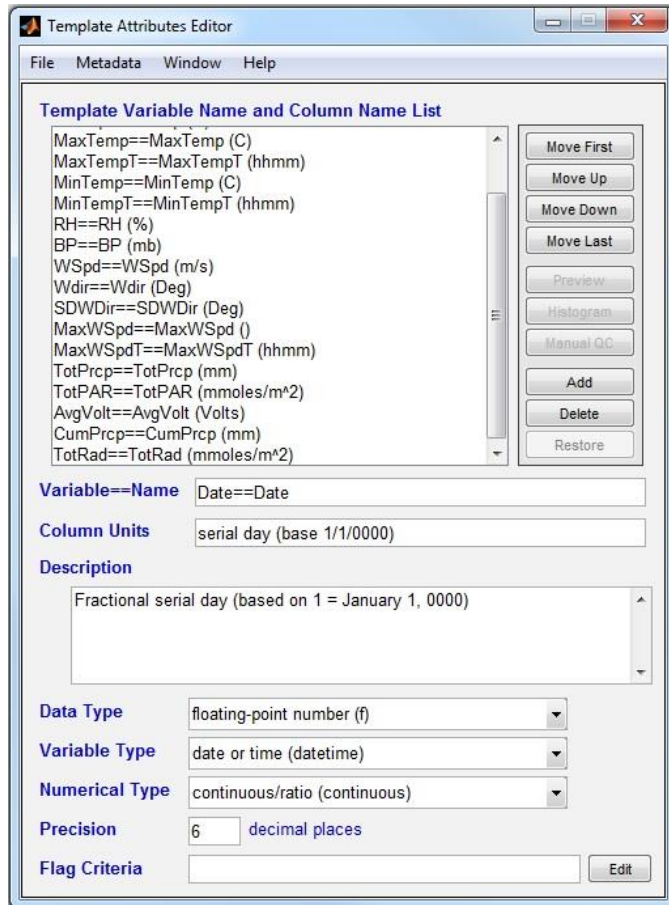 Template Attributes Editor
File Metadata Window Help
Template Variable Name and Column Name List
MaxTemp==MaxTemp (C)
MaxTempT==MaxTempT (hhmm)
MinTemp==MinTemp (C)
MinTempT==MinTempT (hhmm)
RH==RH (%)
BP==BP (mb)
WSpd==WSpd (m/s)
Wdir==Wdir (Deg)
SDWDir==SDWDir (Deg)
MaxWSpd==MaxWSpd ()
MaxWSpdT==MaxWSpdT (hhmm)
TotPrcp==TotPrcp (mm)
TotPAR==TotPAR (mmoles/m^2)
AvgVolt==AvgVolt (Volts)
CumPrcp==CumPrcp (mm)
TotRad==TotRad (mmoles/m^2)
Move First
Move Up
Move Down
Move Last
Preview
Histogram
Manual QC
Add
Delete
Restore
Variable==Name Date==Date
Column Units serial day (base 1/1/0000)
Description
Fractional serial day (based on 1 = January 1, 0000)
Data Type floating-point number (f)
Variable Type date or time (datetime)
Numerical Type continuous/ratio (continuous)
Precision 6 decimal places
Flag Criteria Edit